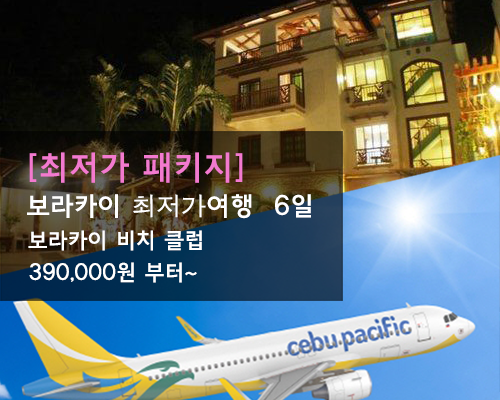 [최저가 패키지]
보라카이 최저가여행 6일
보라카이 비치 클럽
390,000원 부터~
cebu pacific